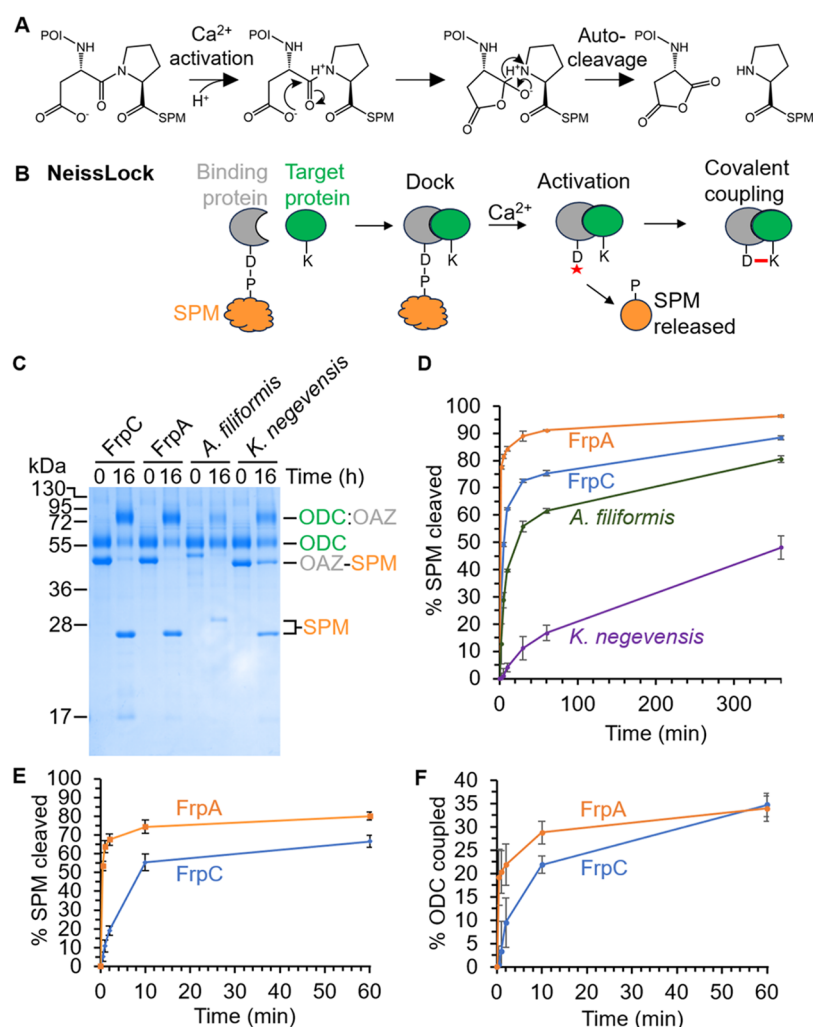 A
POI
NH
N
O
O
O-
SPM
Ca2+
activation
H+
POI
NH
H+
N
O
O
O-
SPM
POI
NH
H+
N
O
O
O-
O
SPM
Auto-
cleavage
POI
NH
O
O
O
HN
O
SPM
B NeissLock
Binding
protein
Target
protein
D
P
K
SPM
Dock
D
P
K
Ca2+
Activation
D
K
P
SPM
released
Covalent
coupling
D
K
C
FrpC
FrpA
A. filiformis
K. negevensis
kDa
0 16 0 16 0 16 0 16 Time (h)
130
95
72
55
36
28
17
ODC:OAZ
ODC
OAZ-SPM
SPM
D
% SPM cleaved
100
90
80
70
60
50
40
30
20
10
0
FrpA
FrpC
A. filiformis
K. negevensis
0 100 200 300
Time (min)
E
% SPM cleaved
100
90
80
70
60
50
40
30
20
10
0
FrpA
FrpC
0 10 20 30 40 50 60
Time (min)
F
% ODC coupled
40
35
30
25
20
15
10
5
0
FrpA
FrpC
0 10 20 30 40 50 60
Time (min)